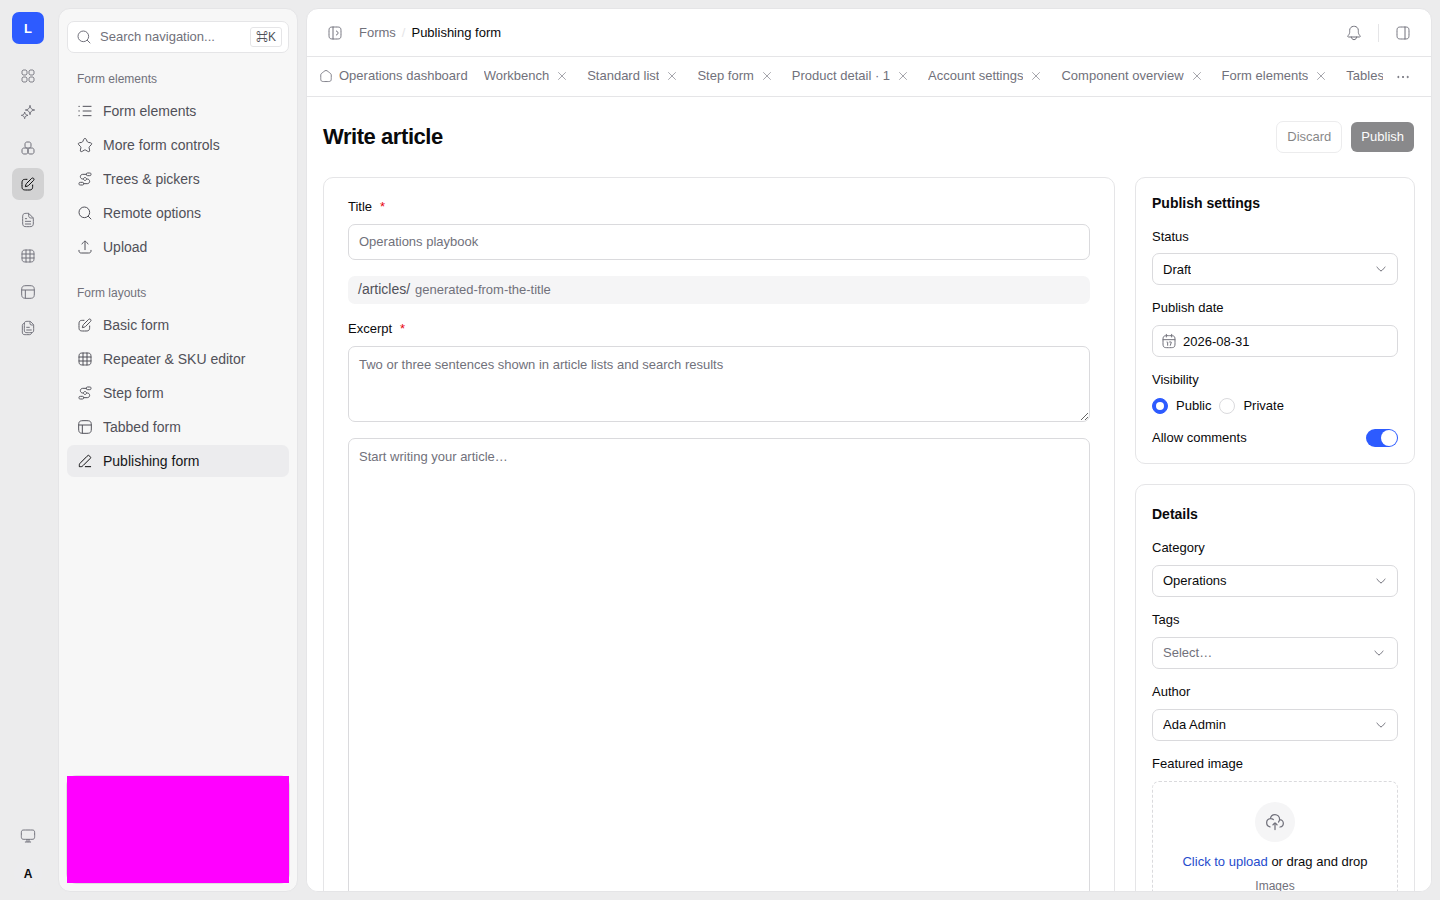 L
Search navigation...
⌘K
Form elements
Form elements
More form controls
Trees & pickers
Remote options
Upload
Form layouts
Basic form
Repeater & SKU editor
Step form
Tabbed form
Publishing form
A
Forms / Publishing form
Operations dashboard
Workbench
Standard list
Step form
Product detail · 1
Account settings
Component overview
Form elements
Tables
Write article
Discard
Publish
Title *
Operations playbook
/articles/ generated-from-the-title
Excerpt *
Two or three sentences shown in article lists and search results
Start writing your article…
Publish settings
Status
Draft
Publish date
17
2026-08-31
Visibility
Public
Private
Allow comments
Details
Category
Operations
Tags
Select…
Author
Ada Admin
Featured image
Click to upload or drag and drop
Images